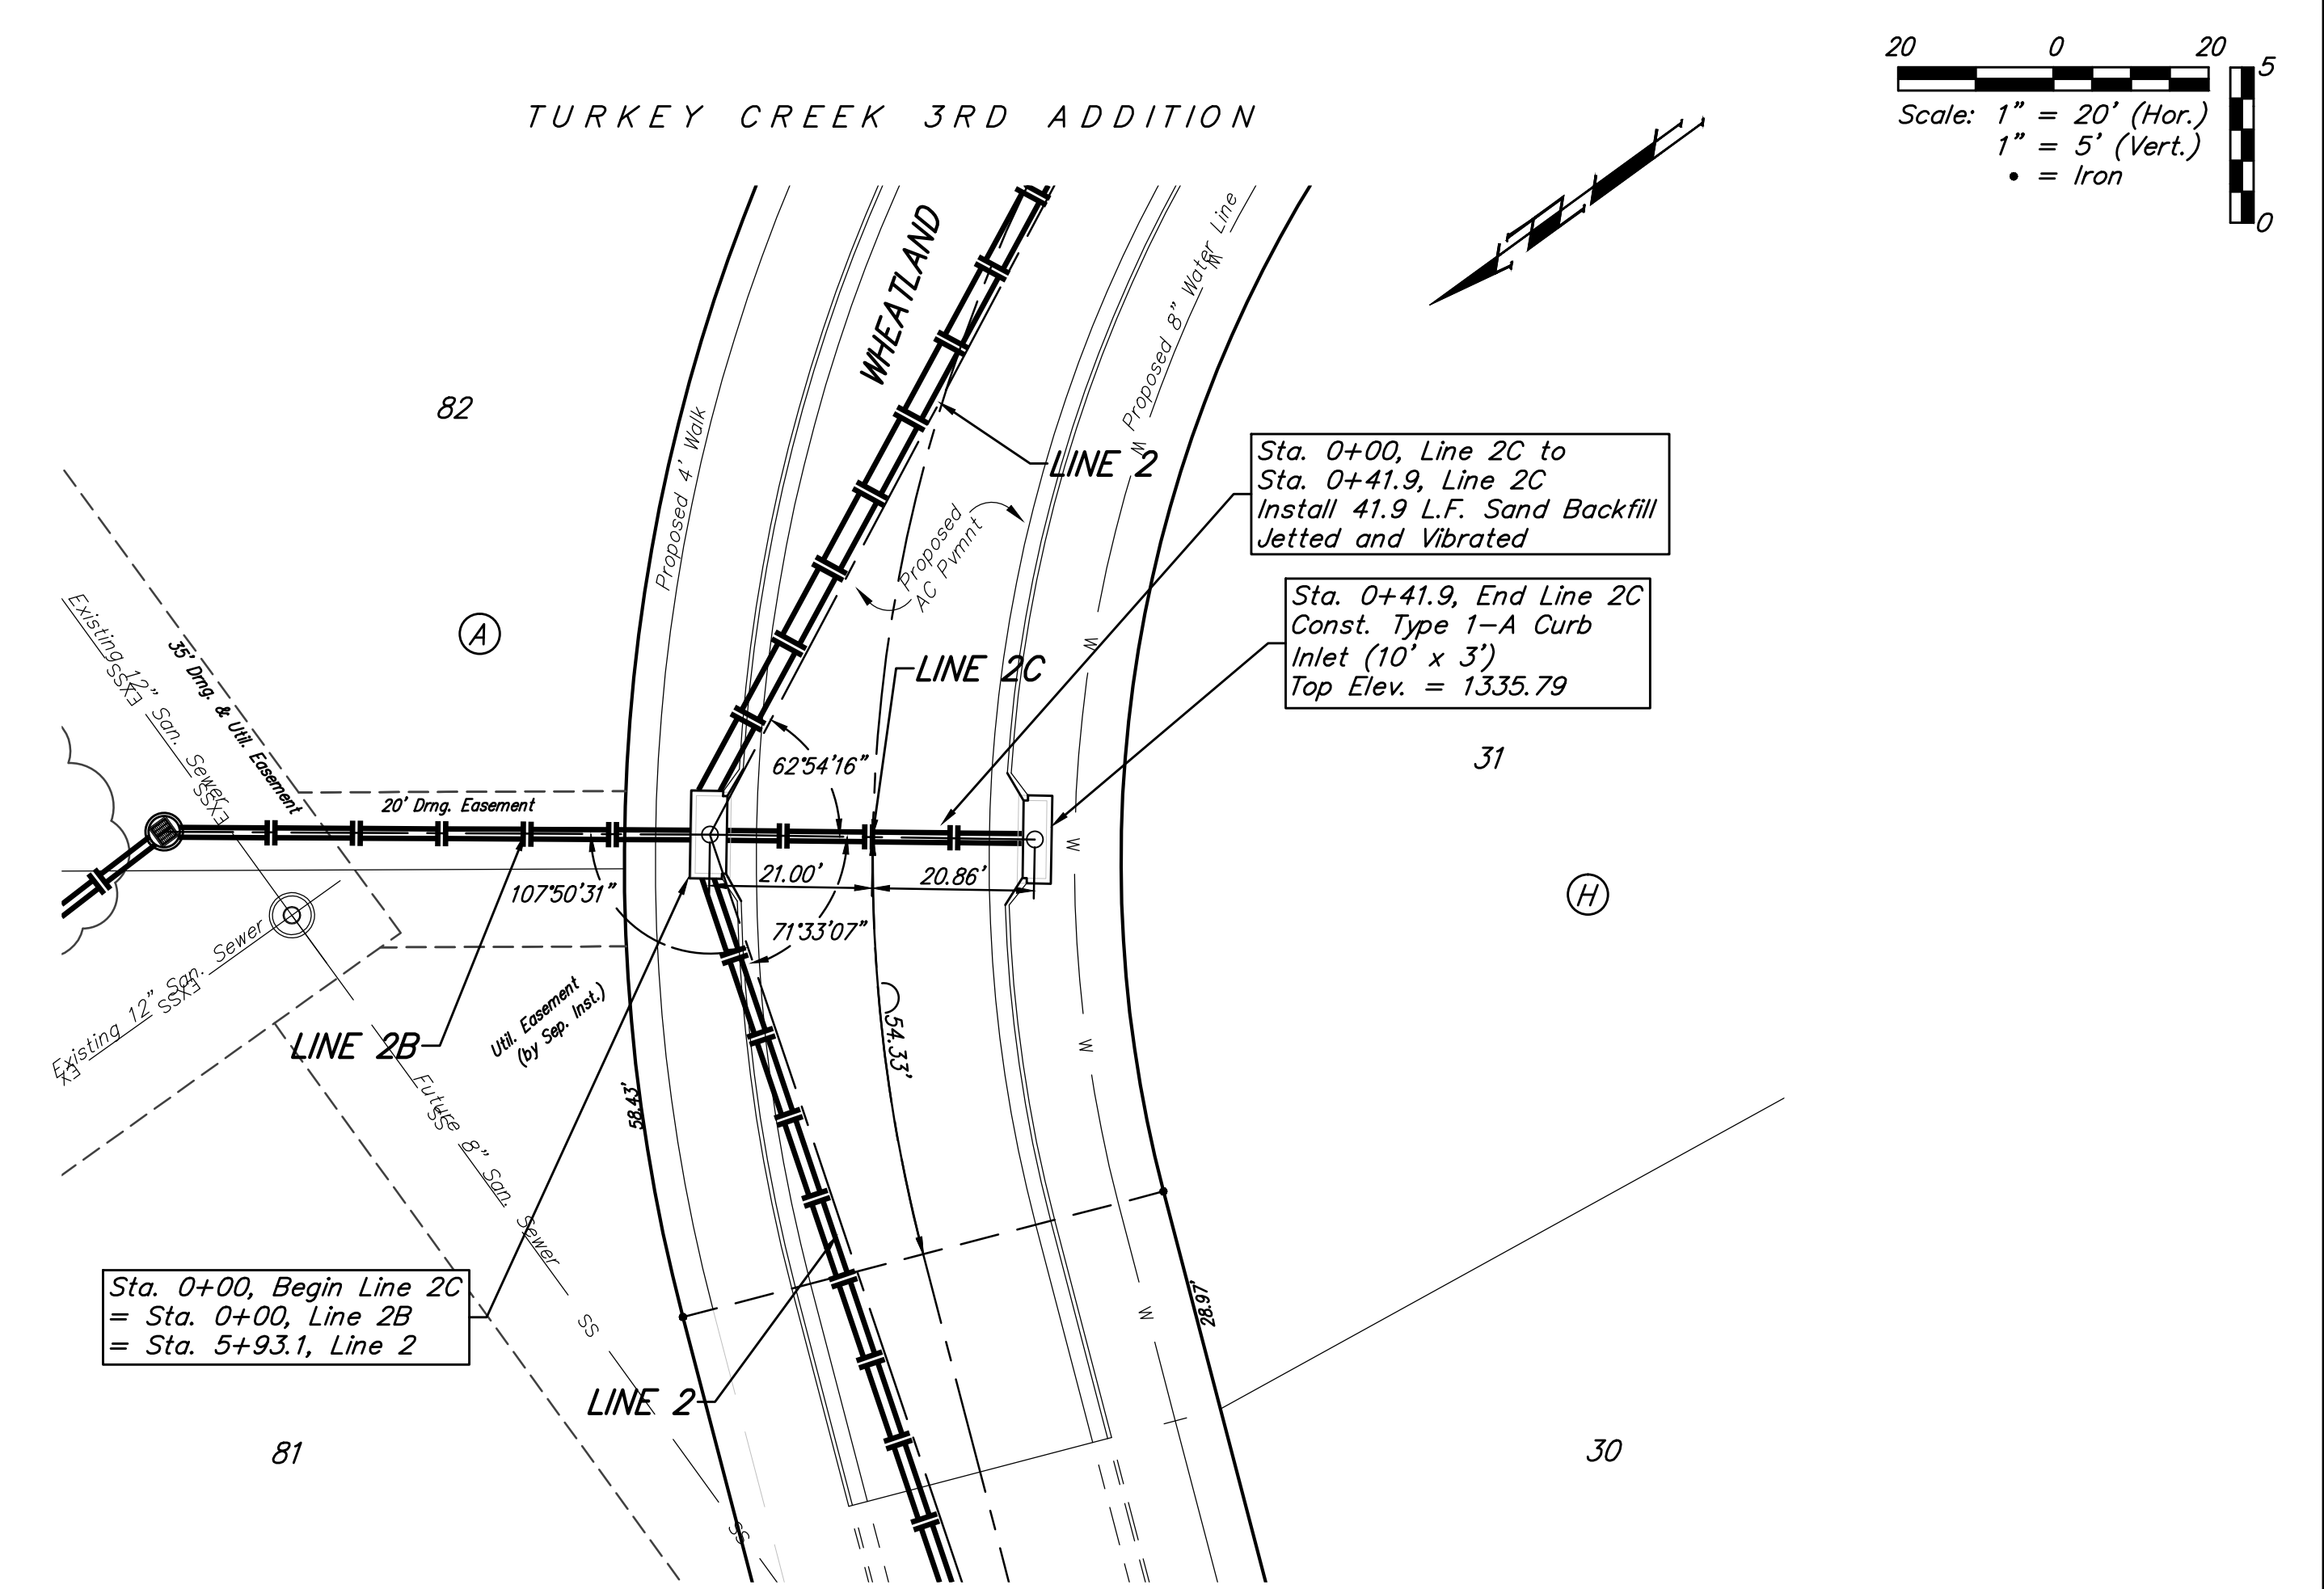 20 0 20
5
Scale: 1" = 20' (Hor.)
1" = 5' (Vert.)
• = Iron
0
TURKEY CREEK 3RD ADDITION
WHEATLAND
W
Proposed 8" Water Line
W
82
Proposed 4' Walk
LINE 2
Sta. 0+00, Line 2C to
Sta. 0+41.9, Line 2C
Install 41.9 L.F. Sand Backfill
Jetted and Vibrated
Proposed
AC Pvmnt
Sta. 0+41.9, End Line 2C
Const. Type 1-A Curb
Inlet (10' x 3')
Top Elev. = 1335.79
A
Existing 12" San. Sewer
EXSS
EXSS
35' Drng. & Util. Easement
W
LINE 2C
31
62°54'16"
20' Drng. Easement
W
21.00'
20.86'
107°50'31"
71°33'07"
H
Existing 12" San. Sewer
EXSS
EX
Util. Easement
(by Sep. Inst.)
LINE 2B
54.33'
W
58.43'
Future 8" San. Sewer
SS
SS
SS
Sta. 0+00, Begin Line 2C
= Sta. 0+00, Line 2B
= Sta. 5+93.1, Line 2
W
28.97'
LINE 2
81
30